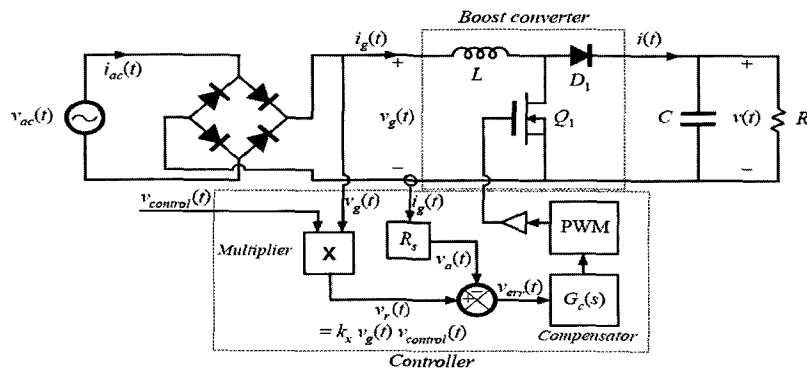 Boost converter
i_g(t)
i(t)
i_ac(t)
L
D_1
v_ac(t)
v_g(t)
Q_1
C
v(t)
R
+
−
+
−
v_control(t)
v_g(t)
i_g(t)
Multiplier
X
R_s
PWM
v_a(t)
+
−
v_err(t)
G_c(s)
v_r(t)
= k_x v_g(t) v_control(t)
Compensator
Controller